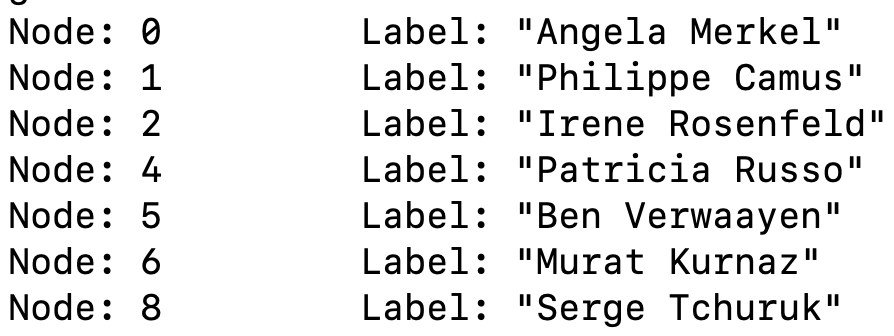 Node: 0 Label: "Angela Merkel"
Node: 1 Label: "Philippe Camus"
Node: 2 Label: "Irene Rosenfeld"
Node: 4 Label: "Patricia Russo"
Node: 5 Label: "Ben Verwaayen"
Node: 6 Label: "Murat Kurnaz"
Node: 8 Label: "Serge Tchuruk"